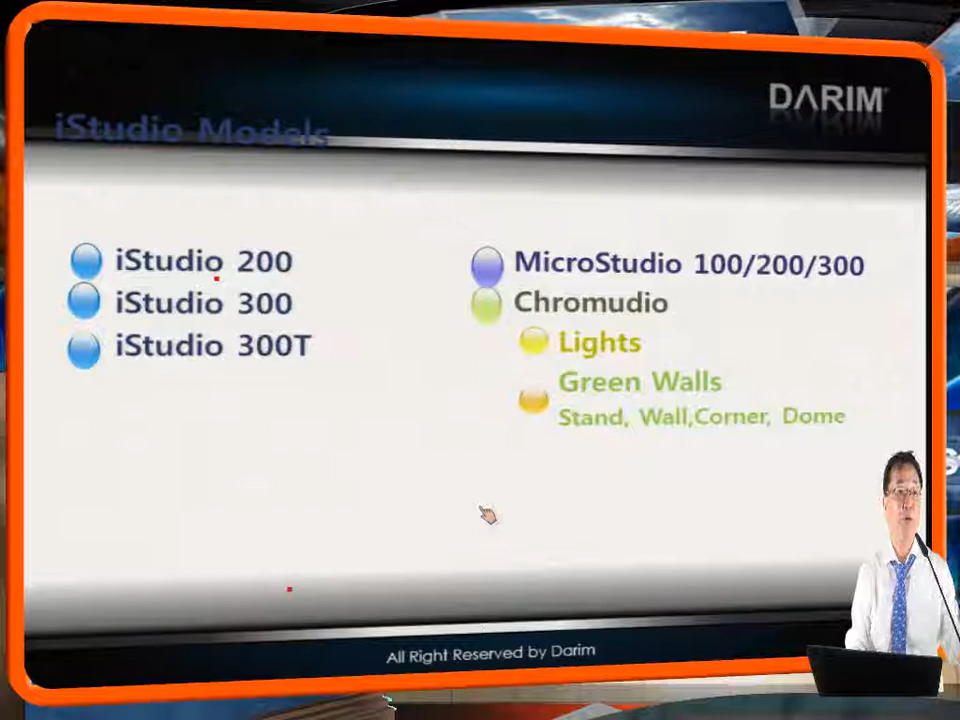 DARIM
iStudio Models
iStudio 200
iStudio 300
iStudio 300T
MicroStudio 100/200/300
Chromudio
Lights
Green Walls
Stand, Wall,Corner, Dome
All Right Reserved by Darim